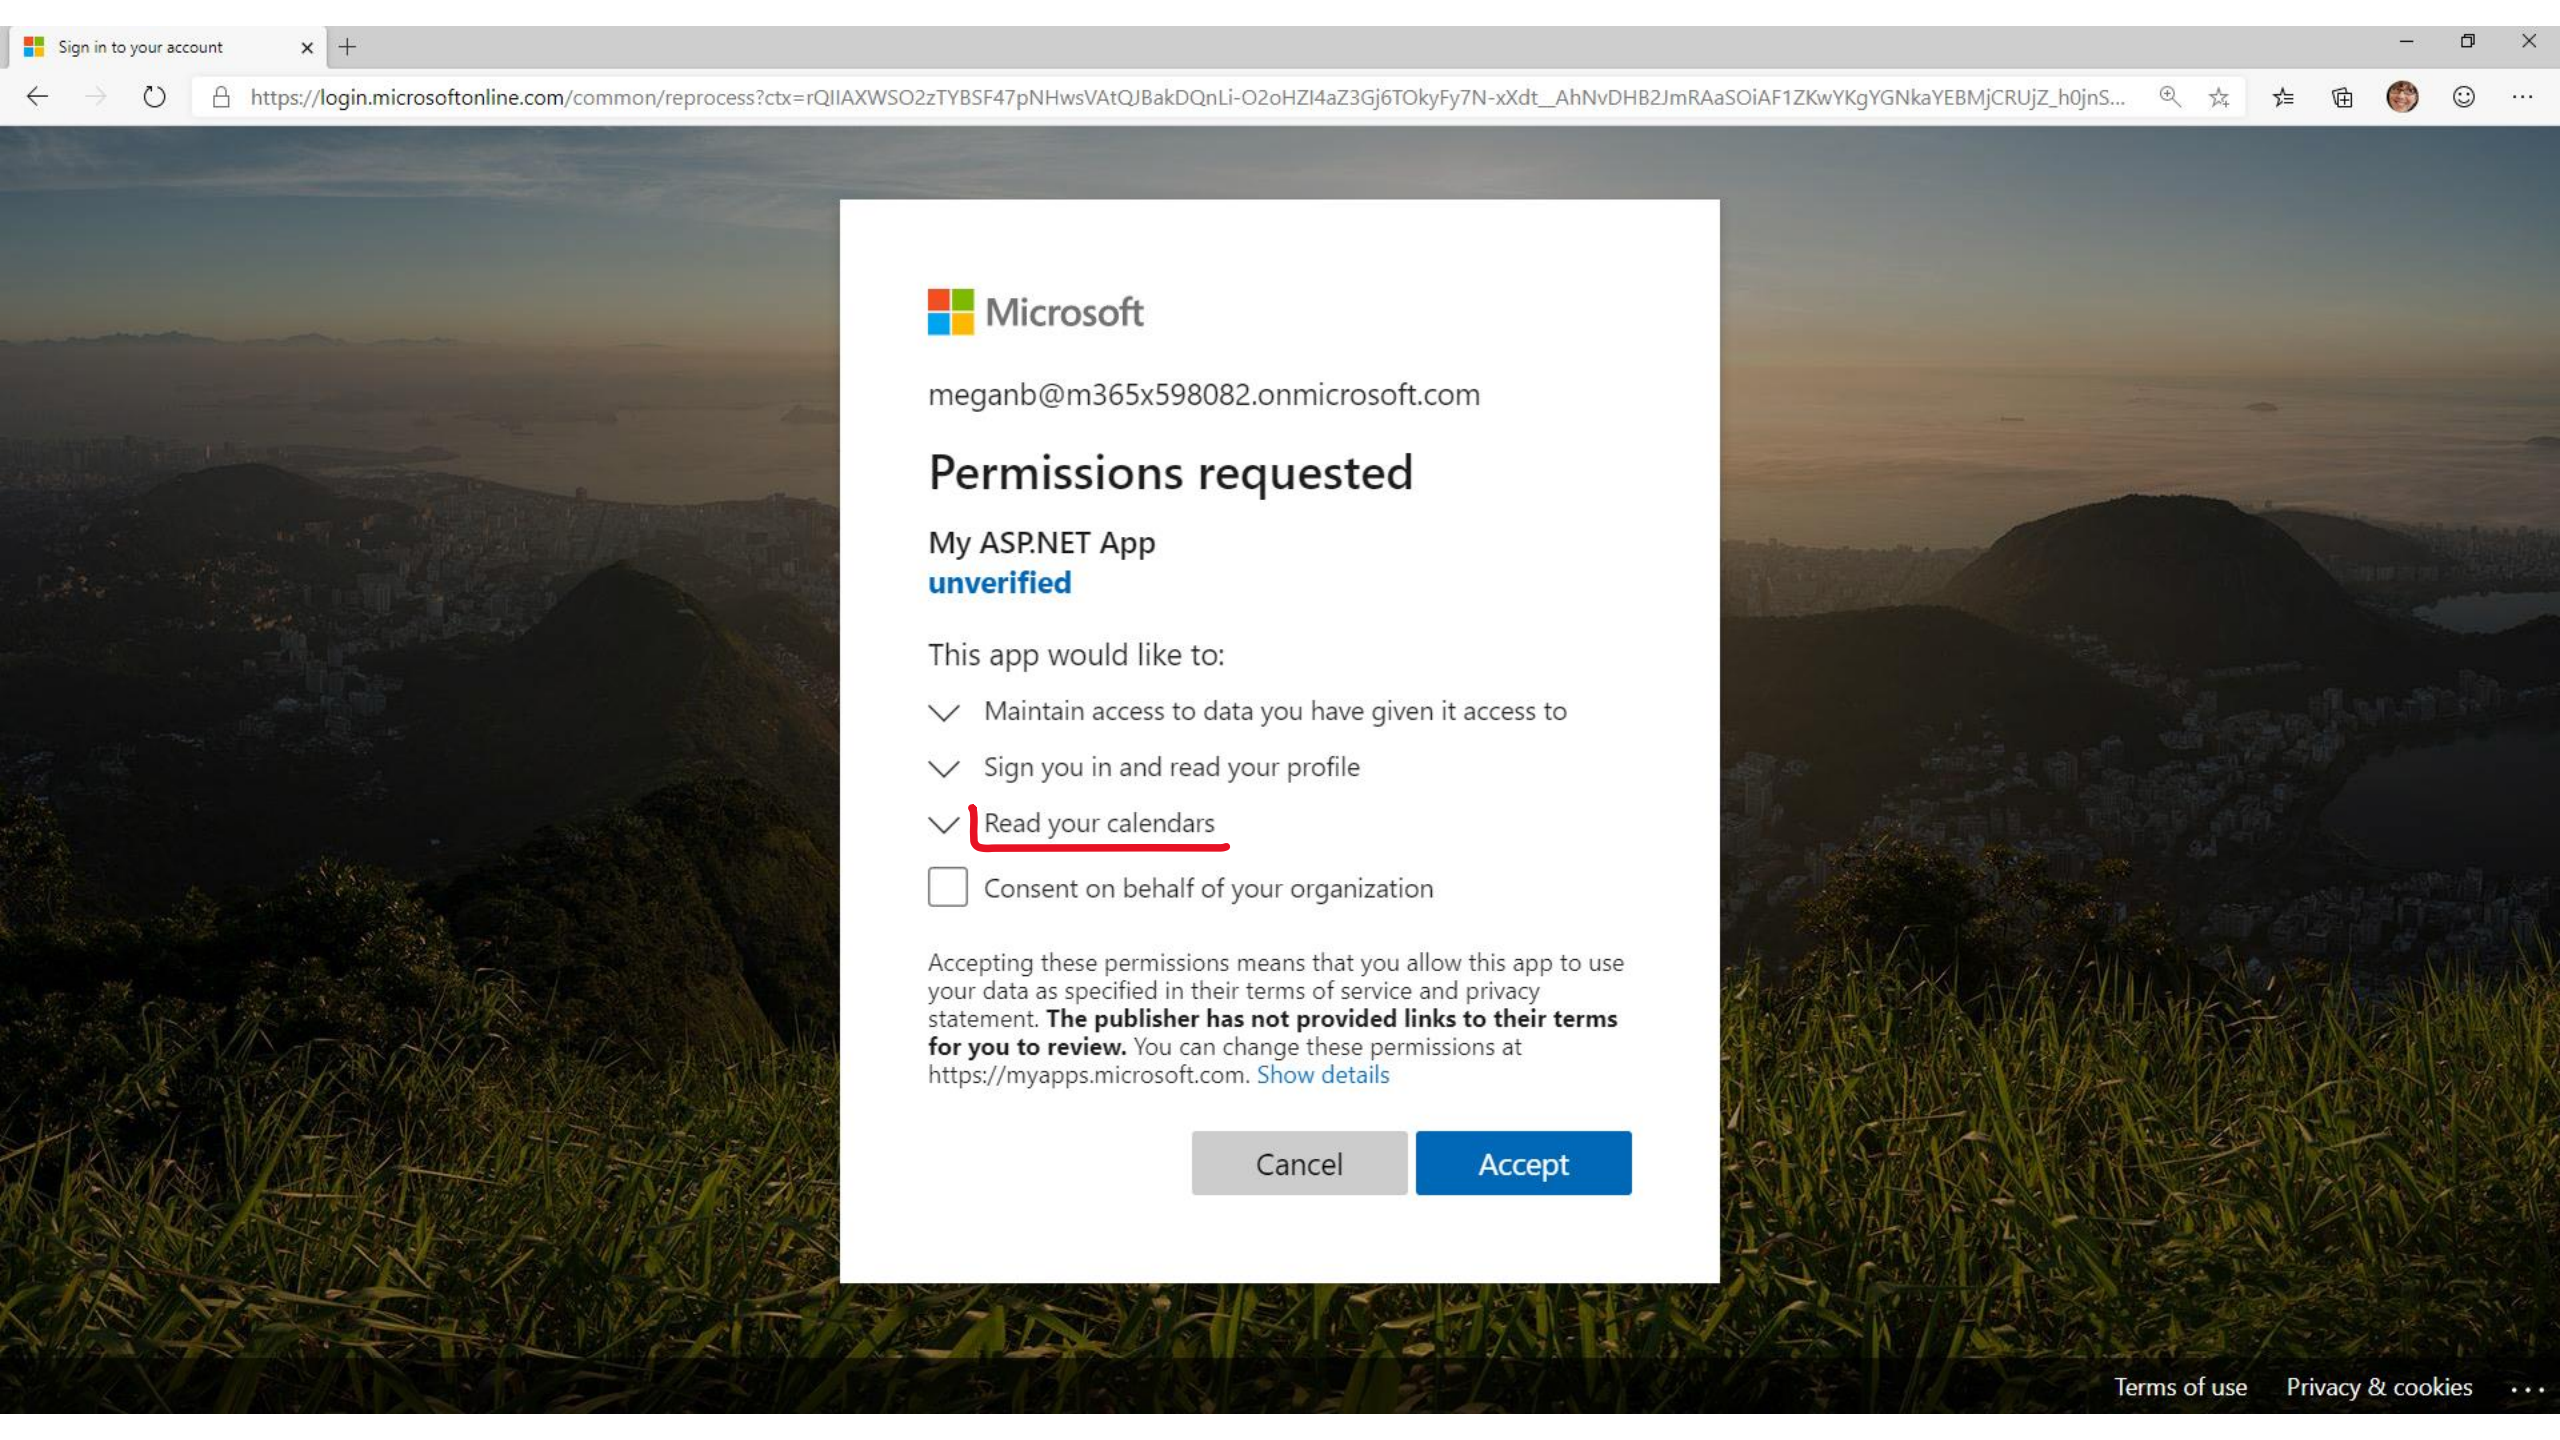 Sign in to your account
https://login.microsoftonline.com/common/reprocess?ctx=rQIIAXWSO2zTYBSF47pNHwsVAtQJBakDQnLi-O2oHZI4aZ3Gj6TOkyFy7N-xXdt__AhNvDHB2JmRAaSOiAF1ZKwYKgYGNkaYEBMjCRUjZ_h0jnS...
Microsoft
meganb@m365x598082.onmicrosoft.com
Permissions requested
My ASP.NET App
unverified
This app would like to:
Maintain access to data you have given it access to
Sign you in and read your profile
Read your calendars
Consent on behalf of your organization
Accepting these permissions means that you allow this app to use
your data as specified in their terms of service and privacy
statement. The publisher has not provided links to their terms
for you to review. You can change these permissions at
https://myapps.microsoft.com. Show details
Cancel Accept
Terms of use Privacy & cookies ...